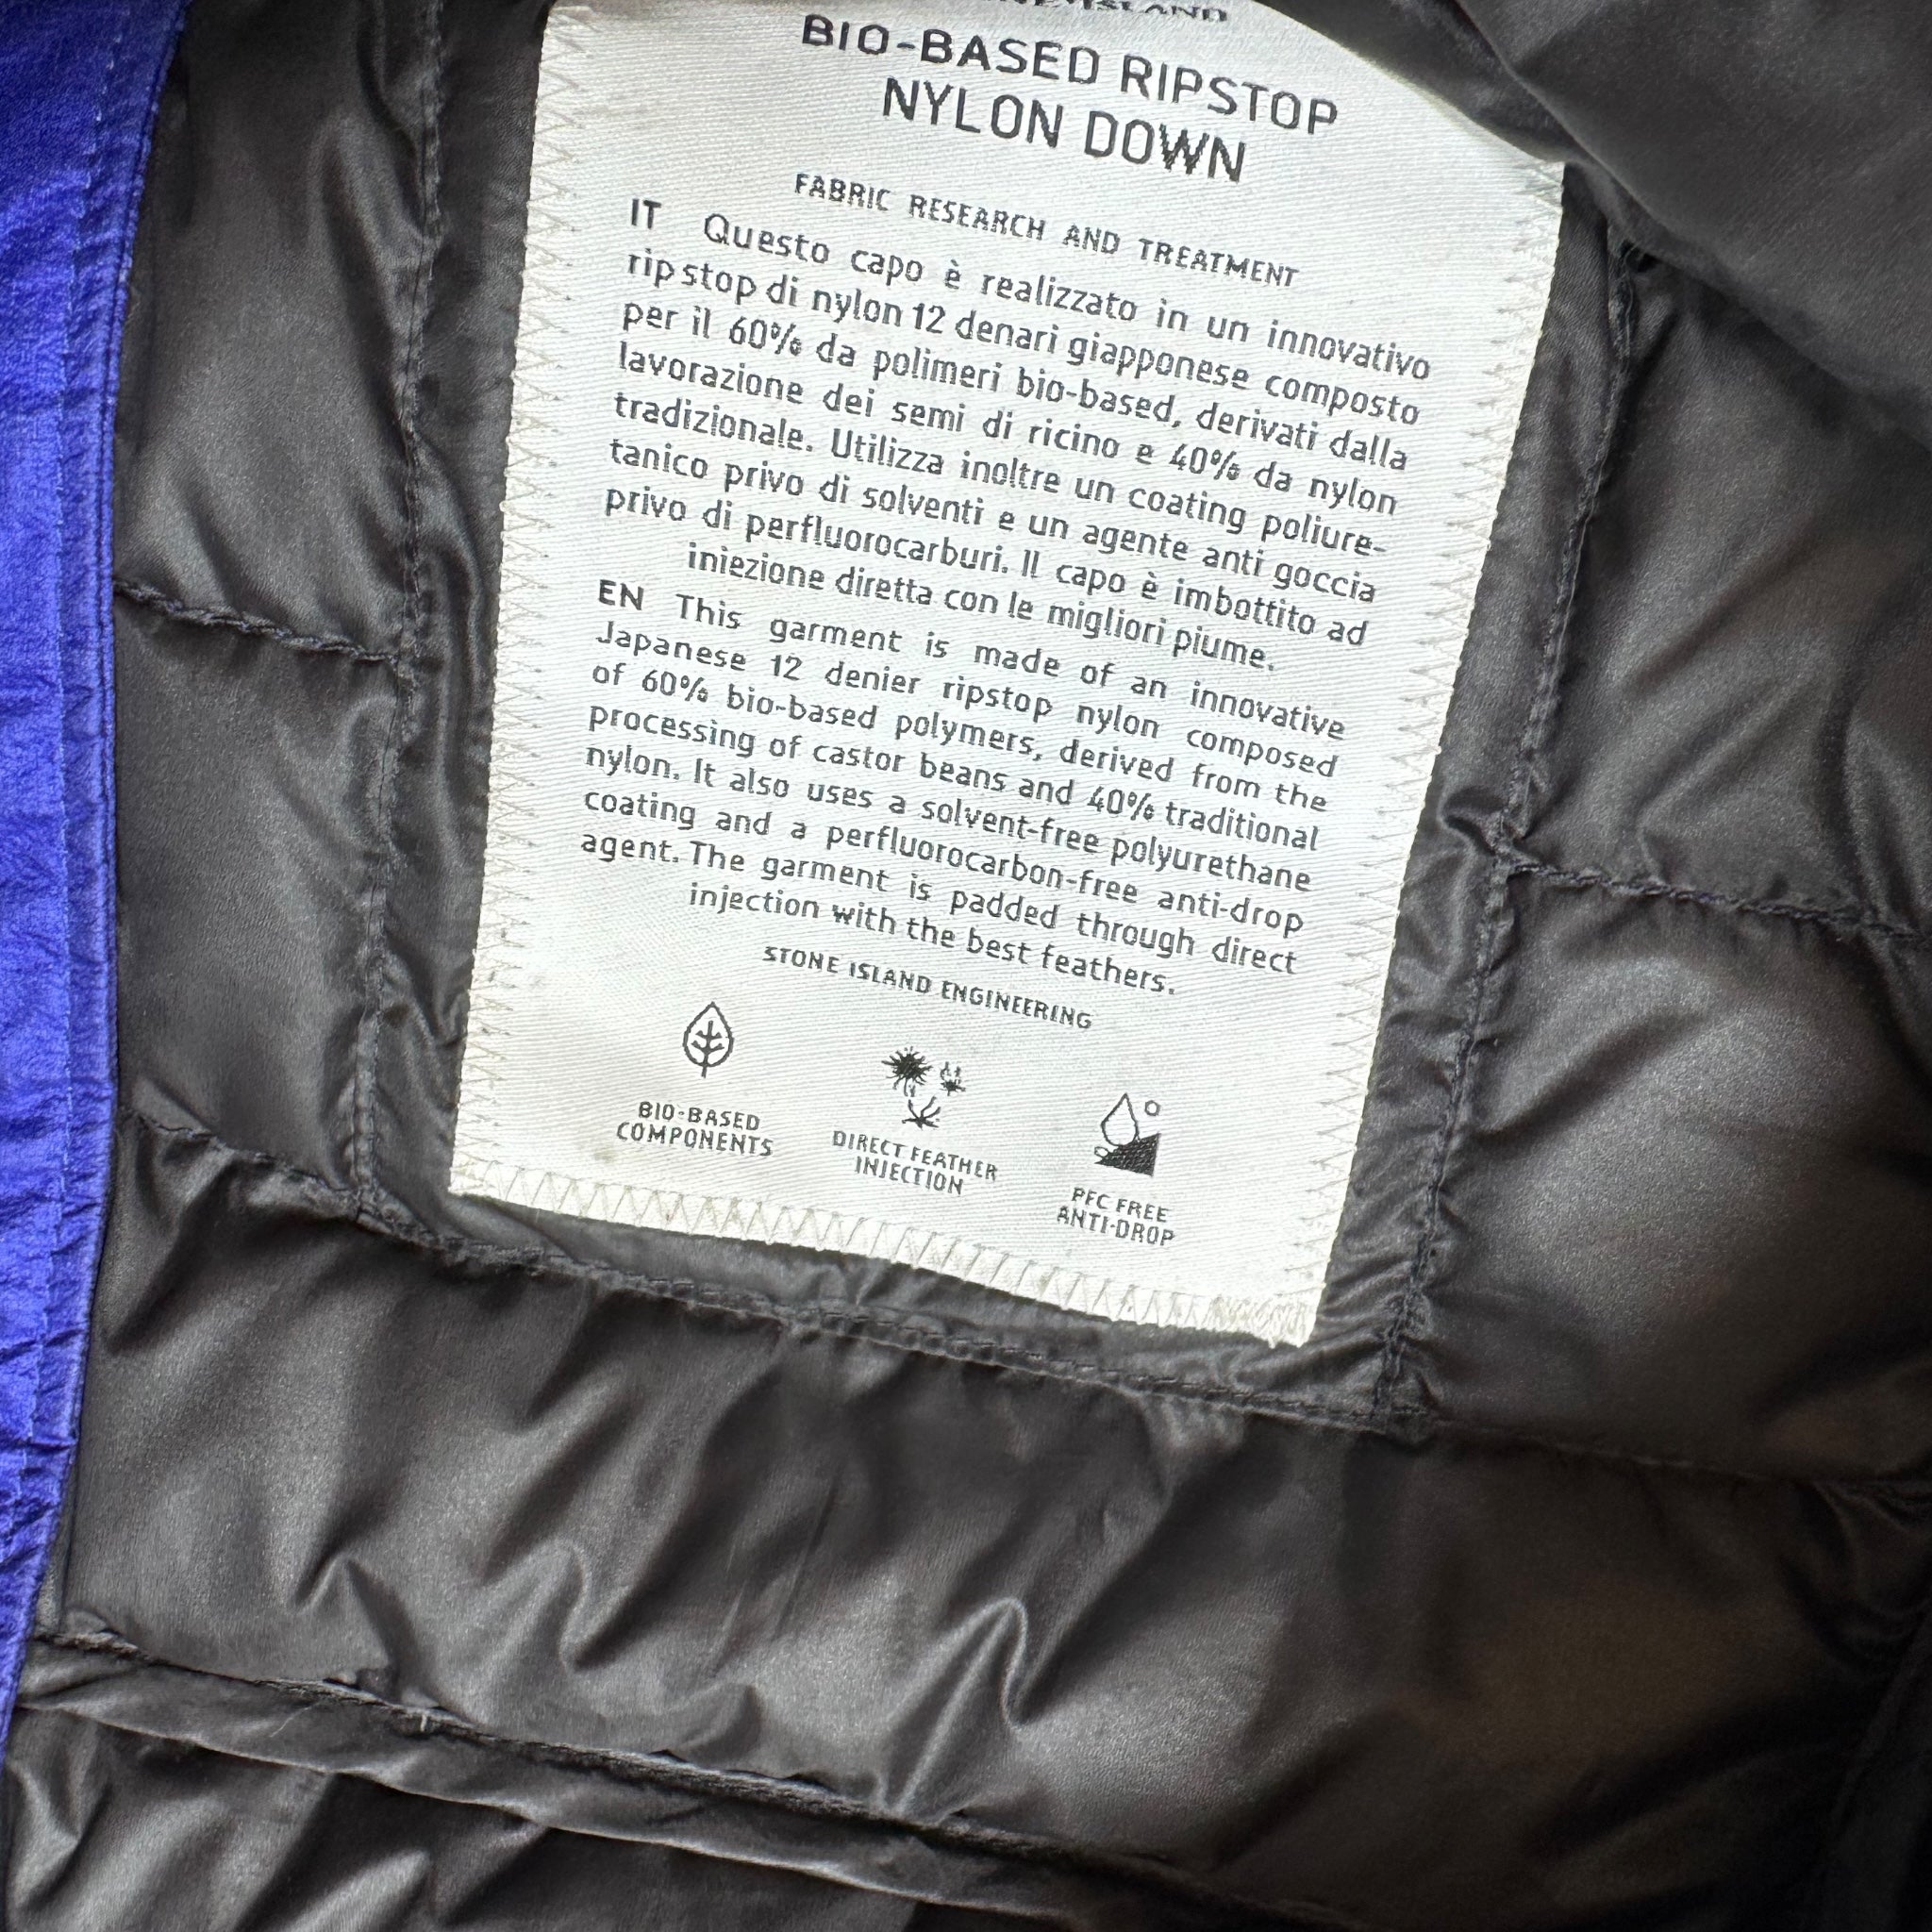 ISLAND
BIO-BASED RIPSTOP
NYLON DOWN
FABRIC RESEARCH AND TREATMENT
IT Questo capo è realizzato in un innovativo
rip stop di nylon 12 denari giapponese composto
per il 60% da polimeri bio-based, derivati dalla
lavorazione dei semi di ricino e 40% da nylon
tradizionale. Utilizza inoltre un coating poliure-
tanico privo di solventi e un agente anti goccia
privo di perfluorocarburi. Il capo è imbottito ad
iniezione diretta con le migliori piume.
EN This garment is made of an innovative
Japanese 12 denier ripstop nylon composed
of 60% bio-based polymers, derived from the
processing of castor beans and 40% traditional
nylon. It also uses a solvent-free polyurethane
coating and a perfluorocarbon-free anti-drop
agent. The garment is padded through direct
injection with the best feathers.
STONE ISLAND ENGINEERING
BIO-BASED
COMPONENTS
DIRECT FEATHER
INJECTION
PFC FREE
ANTI-DROP